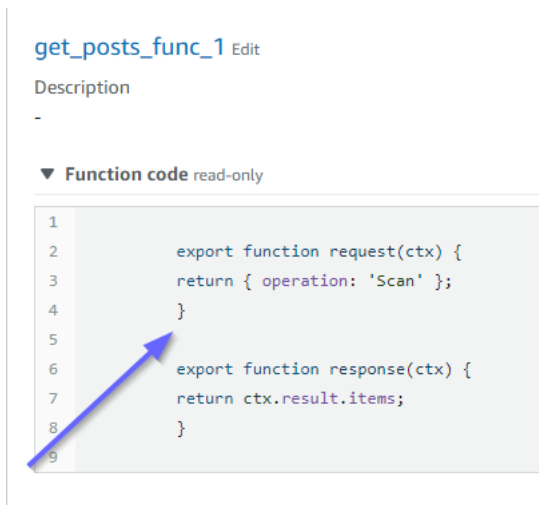 get_posts_func_1 Edit
Description
-
▼ Function code read-only
1
2 export function request(ctx) {
3 return { operation: 'Scan' };
4 }
5
6 export function response(ctx) {
7 return ctx.result.items;
8 }
9